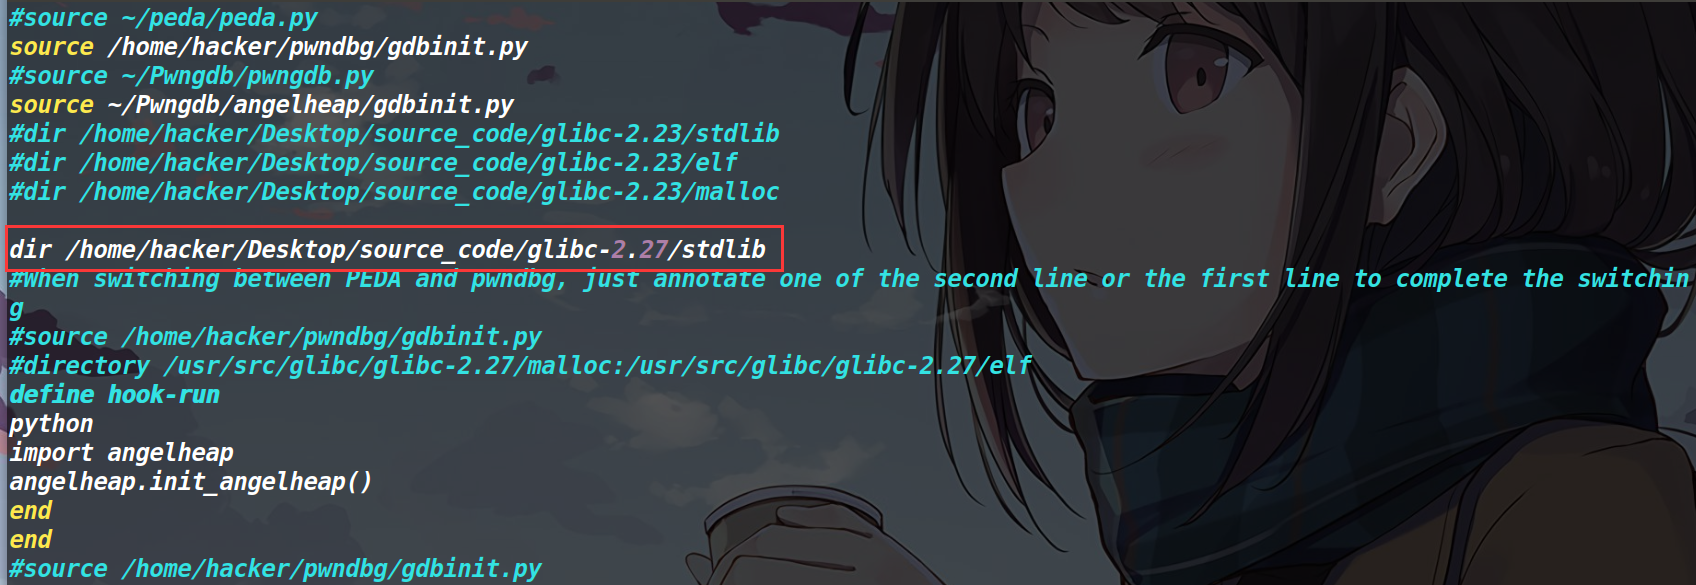 #source ~/peda/peda.py
source /home/hacker/pwndbg/gdbinit.py
#source ~/Pwngdb/pwngdb.py
source ~/Pwngdb/angelheap/gdbinit.py
#dir /home/hacker/Desktop/source_code/glibc-2.23/stdlib
#dir /home/hacker/Desktop/source_code/glibc-2.23/elf
#dir /home/hacker/Desktop/source_code/glibc-2.23/malloc
dir /home/hacker/Desktop/source_code/glibc-2.27/stdlib
#When switching between PEDA and pwndbg, just annotate one of the second line or the first line to complete the switchin
g
#source /home/hacker/pwndbg/gdbinit.py
#directory /usr/src/glibc/glibc-2.27/malloc:/usr/src/glibc/glibc-2.27/elf
define hook-run
python
import angelheap
angelheap.init_angelheap()
end
end
#source /home/hacker/pwndbg/gdbinit.py